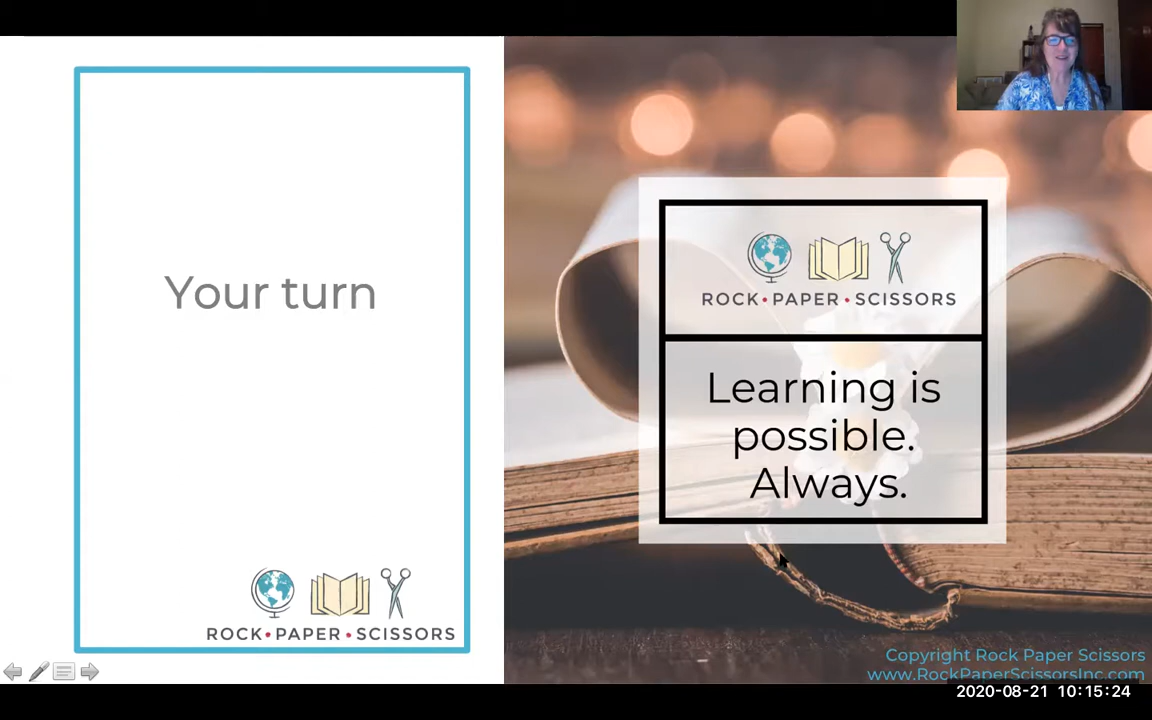 Your turn
ROCK•PAPER•SCISSORS
ROCK•PAPER•SCISSORS
Learning is
possible.
Always.
Copyright Rock Paper Scissors
www.RockPaperScissorsInc.com
2020-08-21 10:15:24